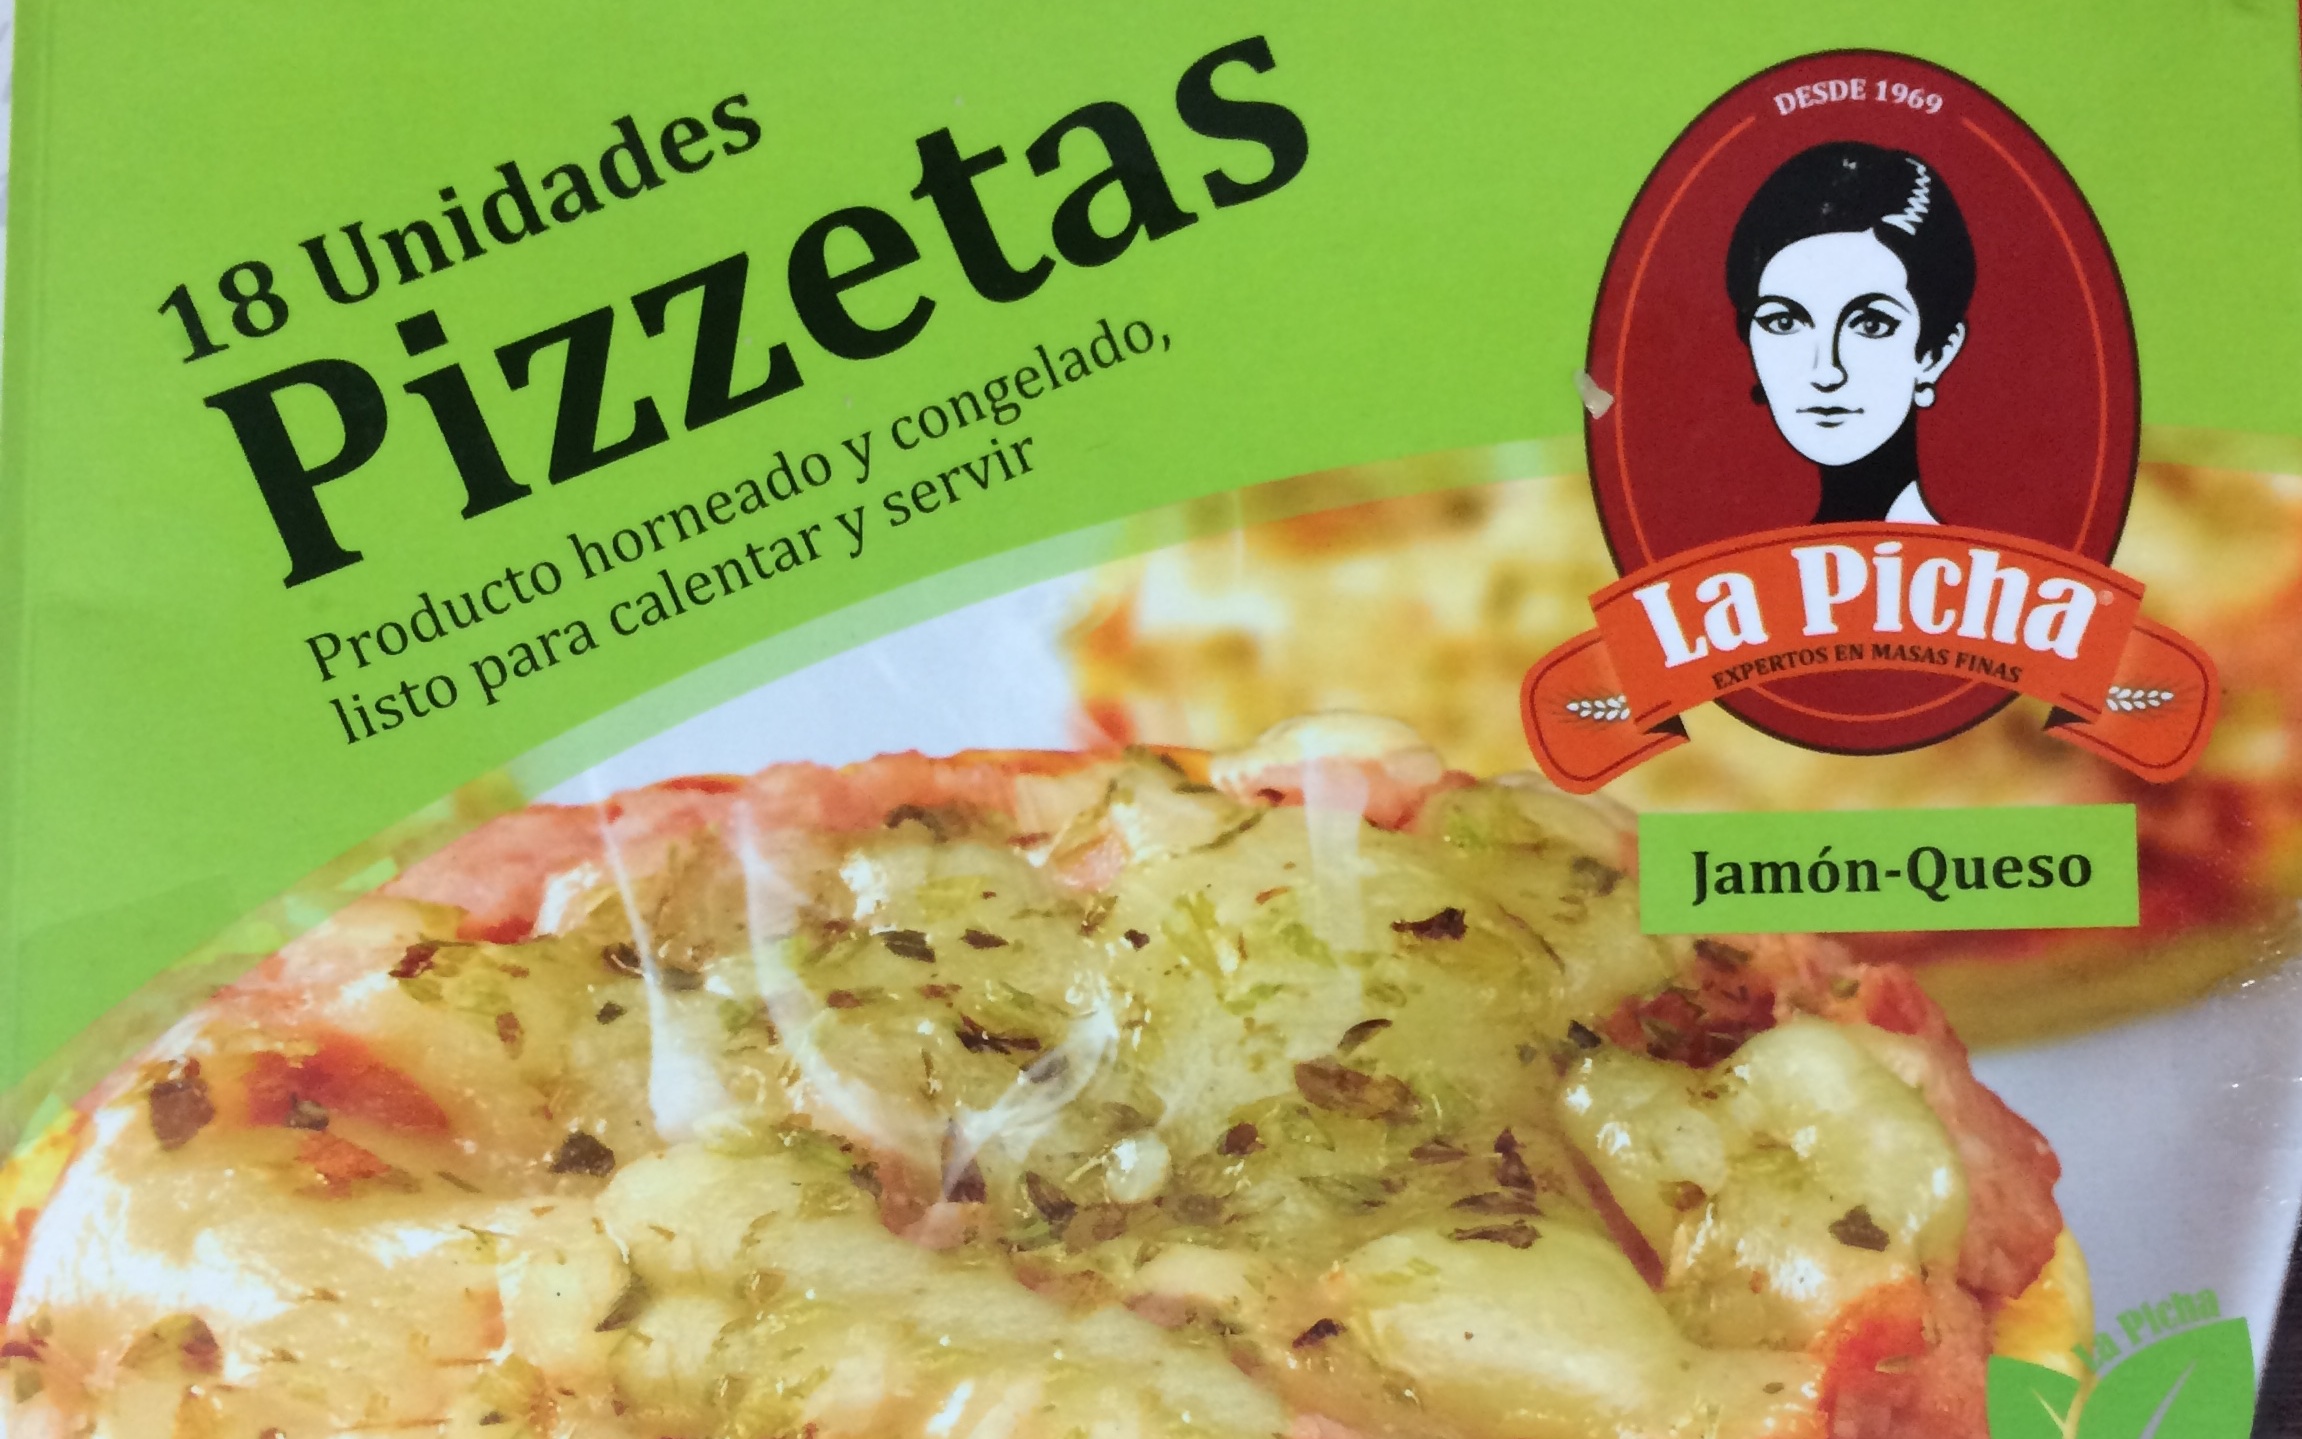 18 Unidades
Pizzetas
Producto horneado y congelado,
listo para calentar y servir
DESDE 1969
La Picha®
EXPERTOS EN MASAS FINAS
Jamón-Queso
La Picha